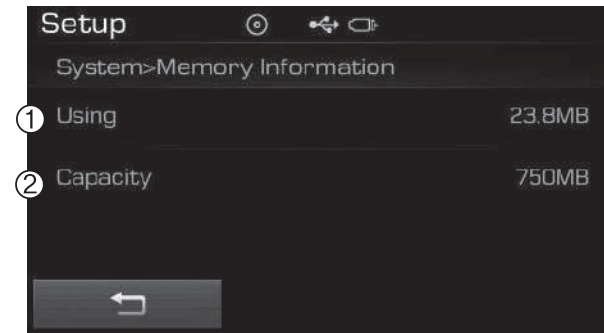 Setup
System>Memory Information
① Using 23.8MB
② Capacity 750MB